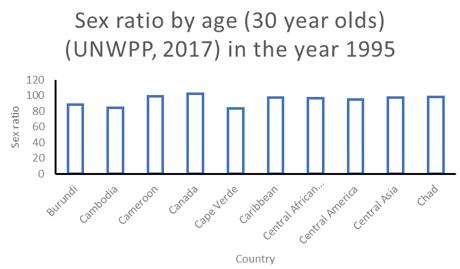 Sex ratio by age (30 year olds)
(UNWPP, 2017) in the year 1995
120
100
80
60
40
20
0
Sex ratio
Burundi
Cambodia
Cameroon
Canada
Cape Verde
Caribbean
Central African...
Central America
Central Asia
Chad
Country